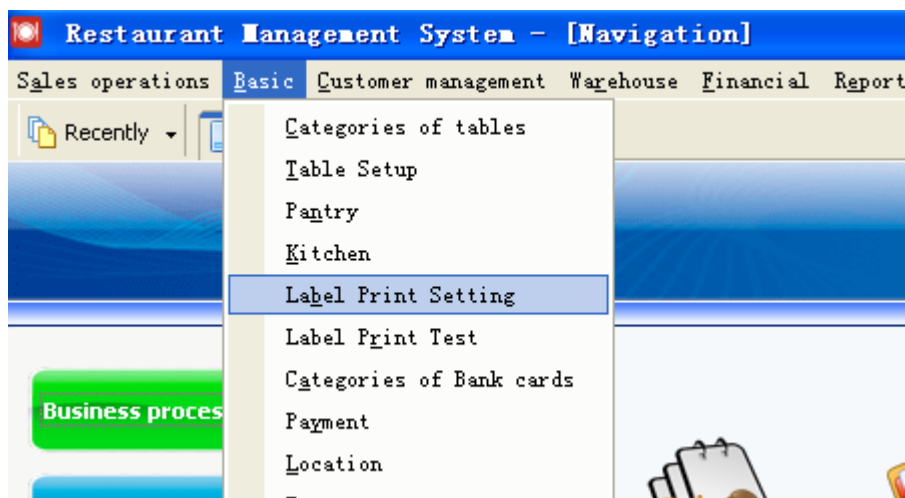 Restaurant Management System - [Navigation]
Sales operations Basic Customer management Warehouse Financial Report
Recently
Categories of tables
Table Setup
Pantry
Kitchen
Label Print Setting
Label Print Test
Categories of Bank cards
Payment
Location
Business proces